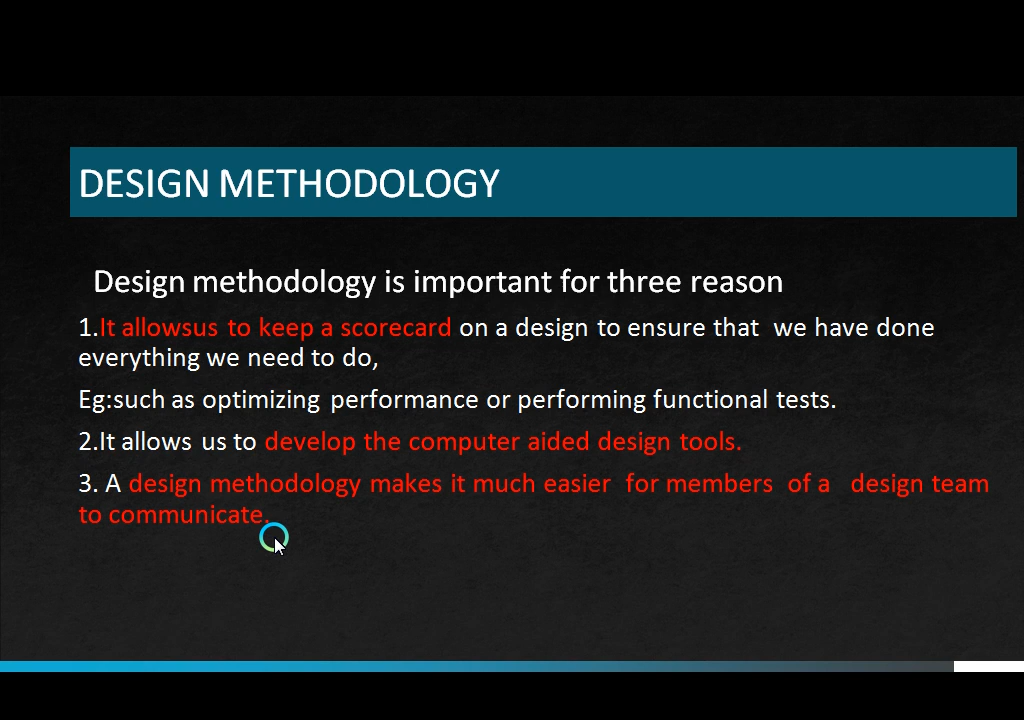 DESIGN METHODOLOGY
Design methodology is important for three reason
1.It allowsus to keep a scorecard on a design to ensure that we have done
everything we need to do,
Eg:such as optimizing performance or performing functional tests.
2.It allows us to develop the computer aided design tools.
3. A design methodology makes it much easier for members of a design team
to communicate.